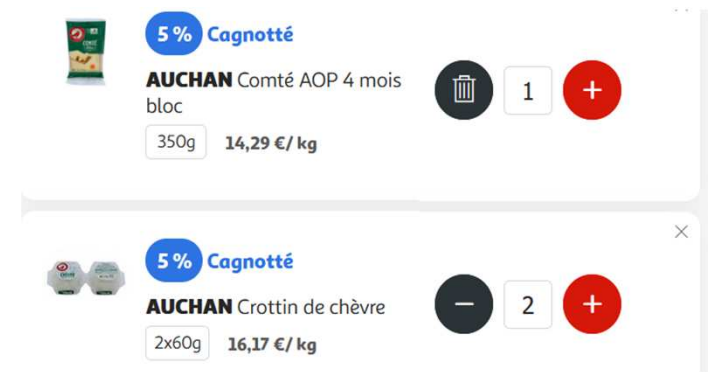 5 % Cagnotté
AUCHAN Comté AOP 4 mois
bloc
350g 14,29 €/ kg
1
+
5 % Cagnotté
AUCHAN Crottin de chèvre
2x60g 16,17 €/ kg
−
2
+